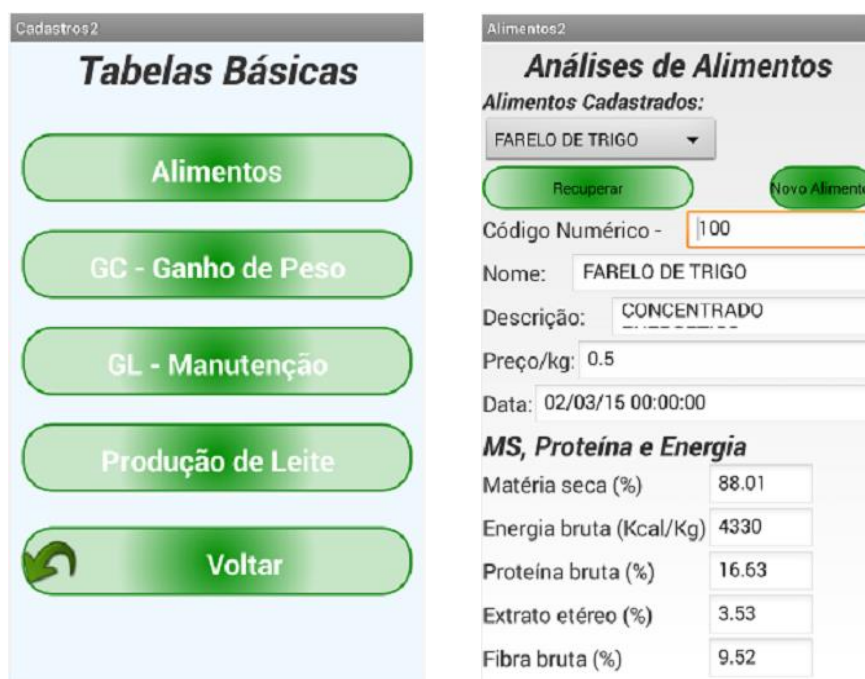 Cadastros2
Tabelas Básicas
Alimentos
GC - Ganho de Peso
GL - Manutenção
Produção de Leite
Voltar
Alimentos2
Análises de Alimentos
Alimentos Cadastrados:
FARELO DE TRIGO
Recuperar Novo Alimento
Código Numérico - 100
Nome: FARELO DE TRIGO
Descrição: CONCENTRADO
Preço/kg: 0.5
Data: 02/03/15 00:00:00
MS, Proteína e Energia
Matéria seca (%) 88.01
Energia bruta (Kcal/Kg) 4330
Proteína bruta (%) 16.63
Extrato etéreo (%) 3.53
Fibra bruta (%) 9.52